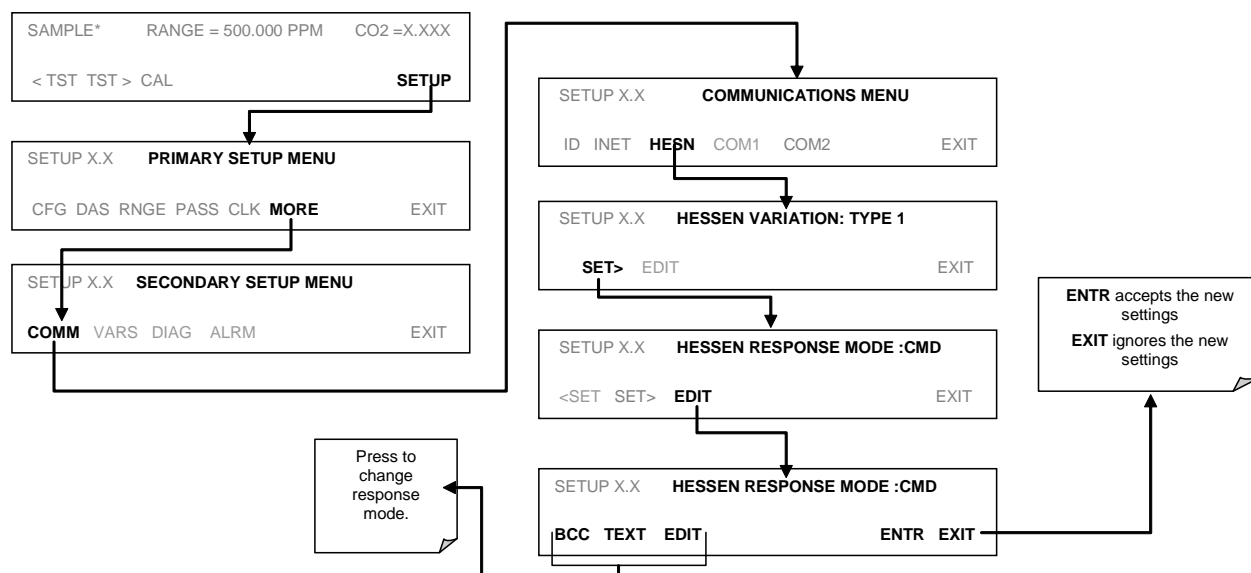 SAMPLE* RANGE = 500.000 PPM CO2 =X.XXX
< TST TST > CAL SETUP
SETUP X.X PRIMARY SETUP MENU
CFG DAS RNGE PASS CLK MORE EXIT
SETUP X.X SECONDARY SETUP MENU
COMM VARS DIAG ALRM EXIT
SETUP X.X COMMUNICATIONS MENU
ID INET HESN COM1 COM2 EXIT
SETUP X.X HESSEN VARIATION: TYPE 1
SET> EDIT EXIT
SETUP X.X HESSEN RESPONSE MODE :CMD
<SET SET> EDIT EXIT
SETUP X.X HESSEN RESPONSE MODE :CMD
BCC TEXT EDIT ENTR EXIT
Press to
change
response
mode.
ENTR accepts the new
settings
EXIT ignores the new
settings